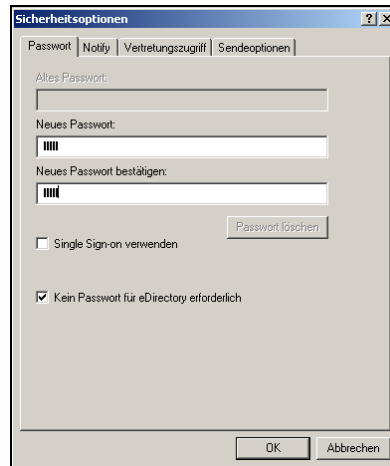 Sicherheitsoptionen
Passwort Notify Vertretungszugriff Sendeoptionen
Altes Passwort:
Neues Passwort:
Neues Passwort bestätigen:
Passwort löschen
Single Sign-on verwenden
Kein Passwort für eDirectory erforderlich
OK Abbrechen